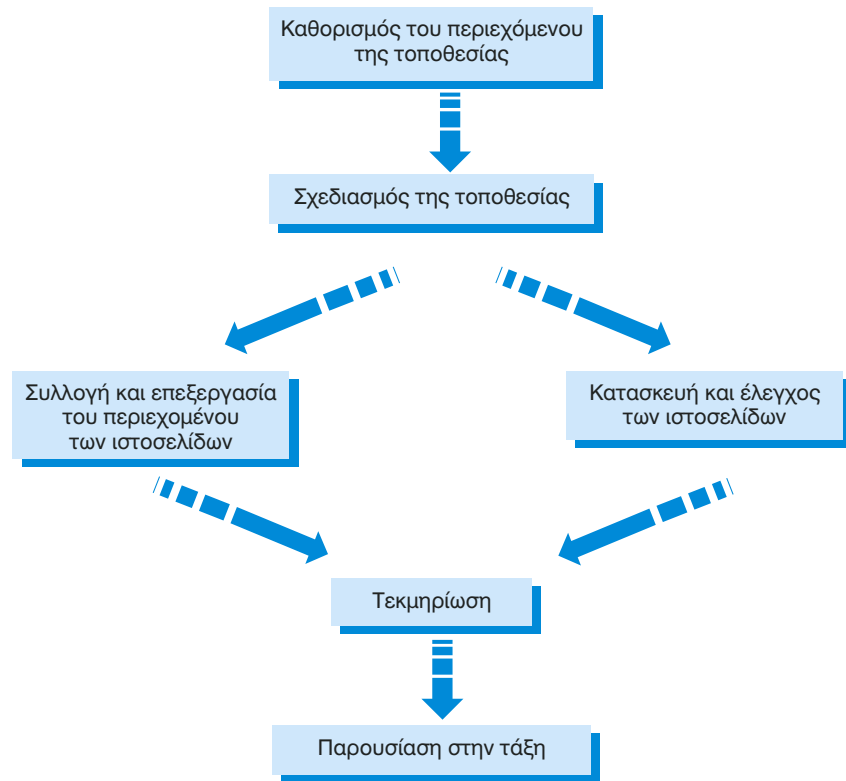 Καθορισμός του περιεχόμενου
της τοποθεσίας
Σχεδιασμός της τοποθεσίας
Συλλογή και επεξεργασία
του περιεχομένου
των ιστοσελίδων
Κατασκευή και έλεγχος
των ιστοσελίδων
Τεκμηρίωση
Παρουσίαση στην τάξη